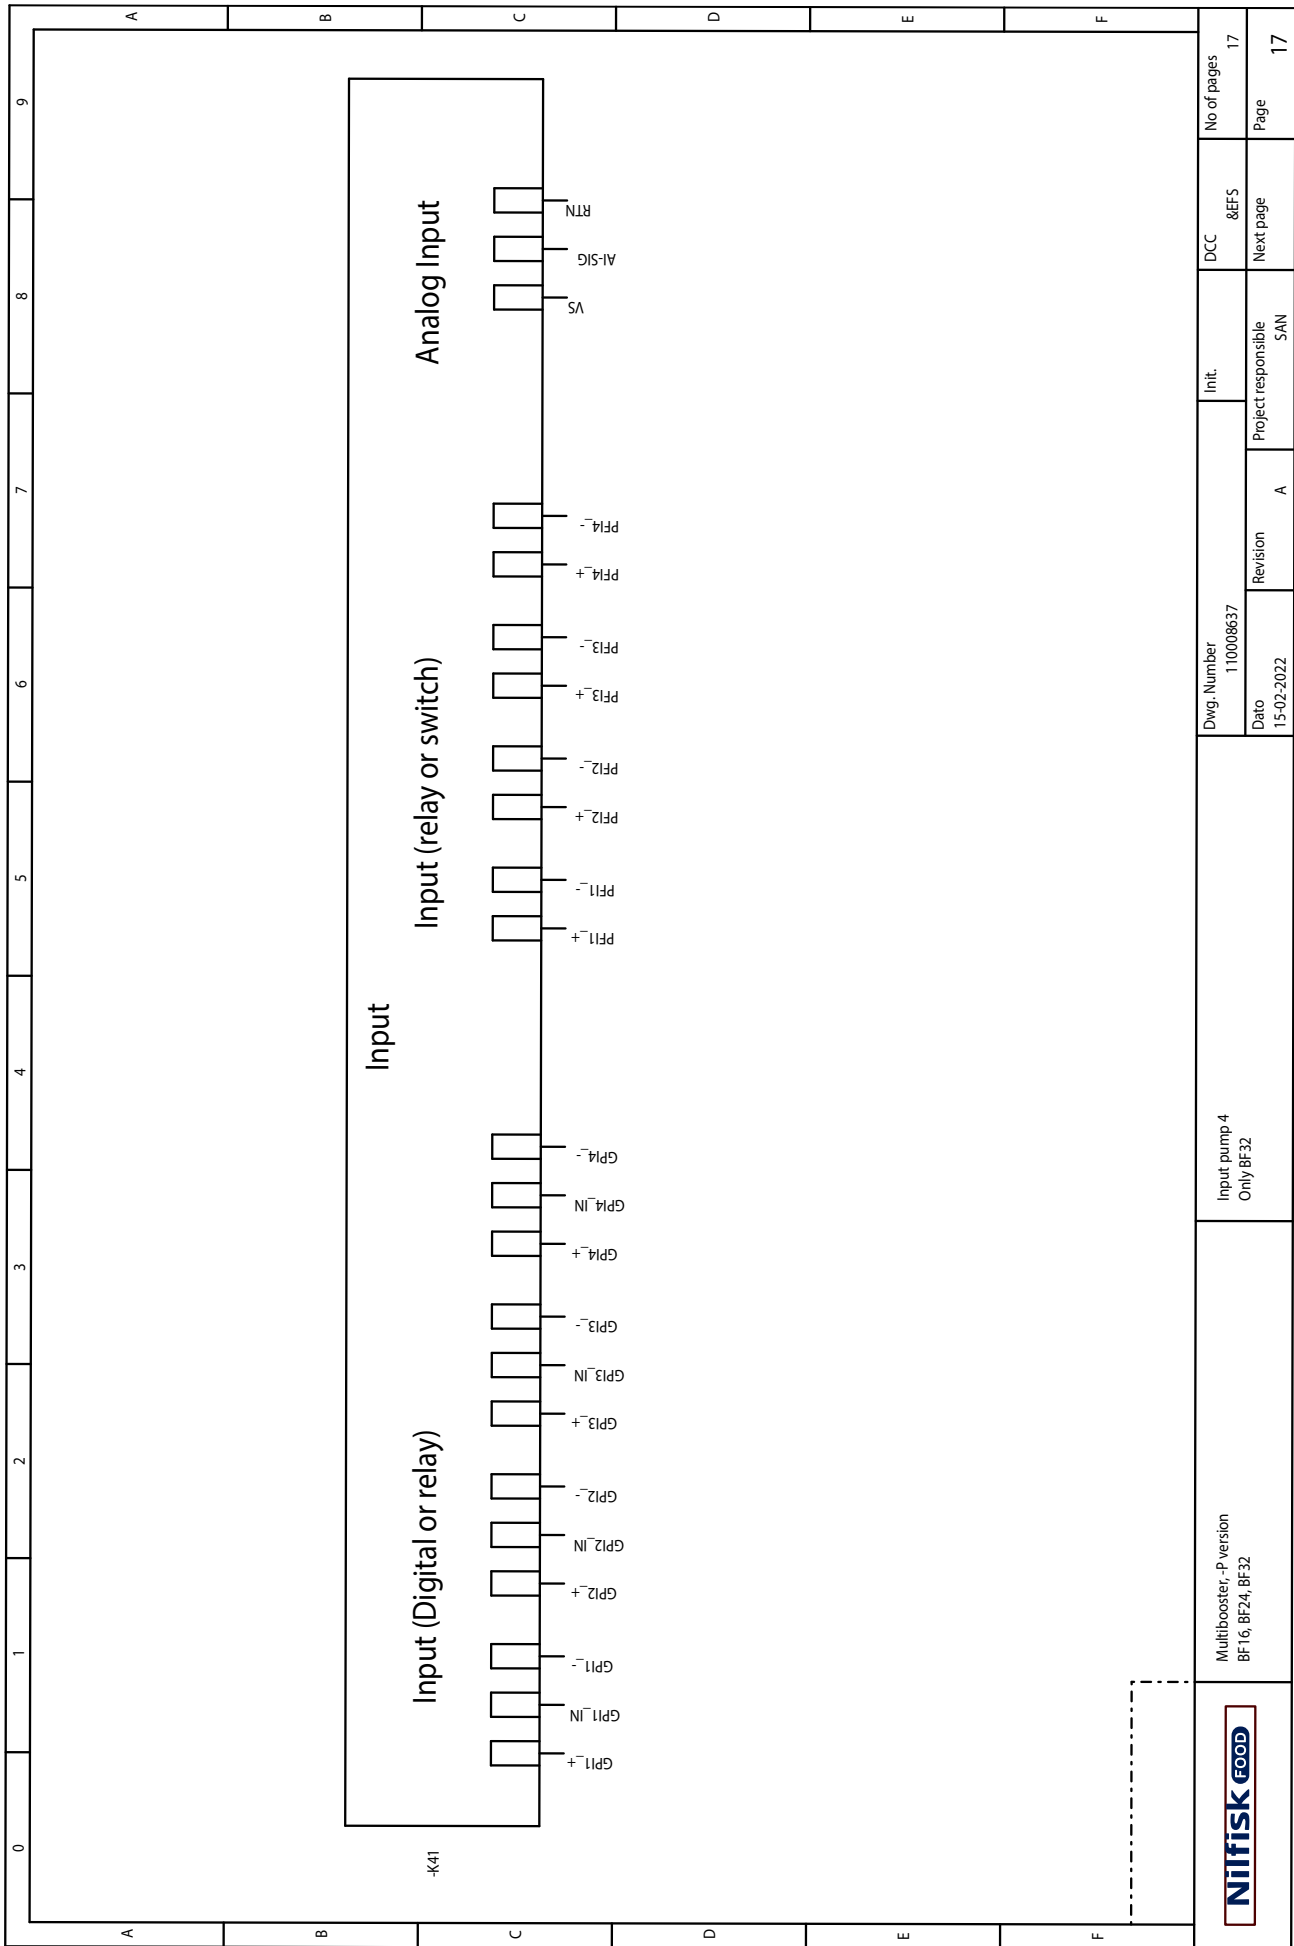 0 1 2 3 4 5 6 7 8 9
A A
B B
C C
D D
E E
F F
-K41
Input
Input (Digital or relay)
Input (relay or switch)
Analog Input
GPI1_+
GPI1_IN
GPI1_-
GPI2_+
GPI2_IN
GPI2_-
GPI3_+
GPI3_IN
GPI3_-
GPI4_+
GPI4_IN
GPI4_-
PFI1_+
PFI1_-
PFI2_+
PFI2_-
PFI3_+
PFI3_-
PFI4_+
PFI4_-
VS
AI-SIG
RTN
Nilfisk FOOD
Multibooster, -P version
BF16, BF24, BF32
Input pump 4
Only BF32
Dwg. Number
110008637
Init.
DCC
&EFS
No of pages
17
Dato
15-02-2022
Revision
A
Project responsible
SAN
Next page
Page
17